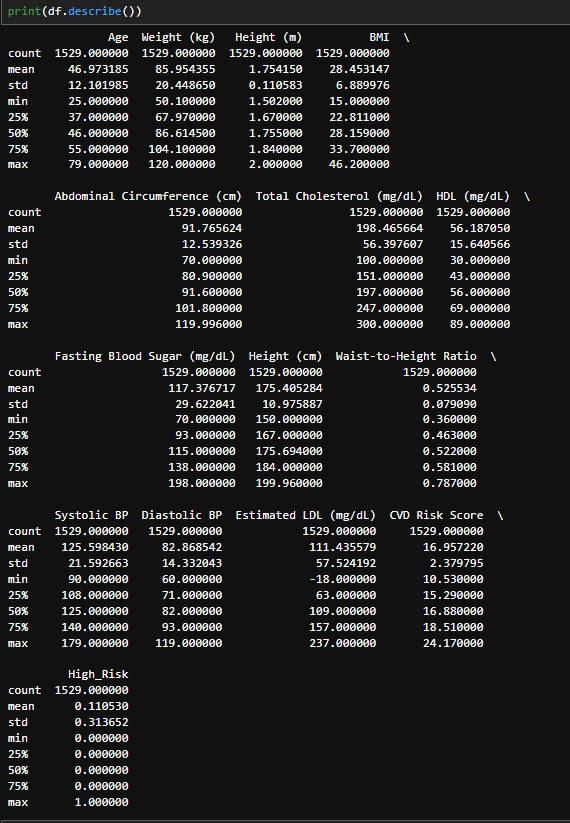 print(df.describe())
Age Weight (kg) Height (m) BMI \
count 1529.000000 1529.000000 1529.000000 1529.000000
mean 46.973185 85.954355 1.754150 28.453147
std 12.101985 20.448650 0.110583 6.889976
min 25.000000 50.100000 1.502000 15.000000
25% 37.000000 67.970000 1.670000 22.811000
50% 46.000000 86.614500 1.755000 28.159000
75% 55.000000 104.100000 1.840000 33.700000
max 79.000000 120.000000 2.000000 46.200000
Abdominal Circumference (cm) Total Cholesterol (mg/dL) HDL (mg/dL) \
count 1529.000000 1529.000000 1529.000000
mean 91.765624 198.465664 56.187050
std 12.539326 56.397607 15.640566
min 70.000000 100.000000 30.000000
25% 80.900000 151.000000 43.000000
50% 91.600000 197.000000 56.000000
75% 101.800000 247.000000 69.000000
max 119.996000 300.000000 89.000000
Fasting Blood Sugar (mg/dL) Height (cm) Waist-to-Height Ratio \
count 1529.000000 1529.000000 1529.000000
mean 117.376717 175.405284 0.525534
std 29.622041 10.975887 0.079090
min 70.000000 150.000000 0.360000
25% 93.000000 167.000000 0.463000
50% 115.000000 175.694000 0.522000
75% 138.000000 184.000000 0.581000
max 198.000000 199.960000 0.787000
Systolic BP Diastolic BP Estimated LDL (mg/dL) CVD Risk Score \
count 1529.000000 1529.000000 1529.000000 1529.000000
mean 125.598430 82.868542 111.435579 16.957220
std 21.592663 14.332043 57.524192 2.379795
min 90.000000 60.000000 -18.000000 10.530000
25% 108.000000 71.000000 63.000000 15.290000
50% 125.000000 82.000000 109.000000 16.880000
75% 140.000000 93.000000 157.000000 18.510000
max 179.000000 119.000000 237.000000 24.170000
High_Risk
count 1529.000000
mean 0.110530
std 0.313652
min 0.000000
25% 0.000000
50% 0.000000
75% 0.000000
max 1.000000